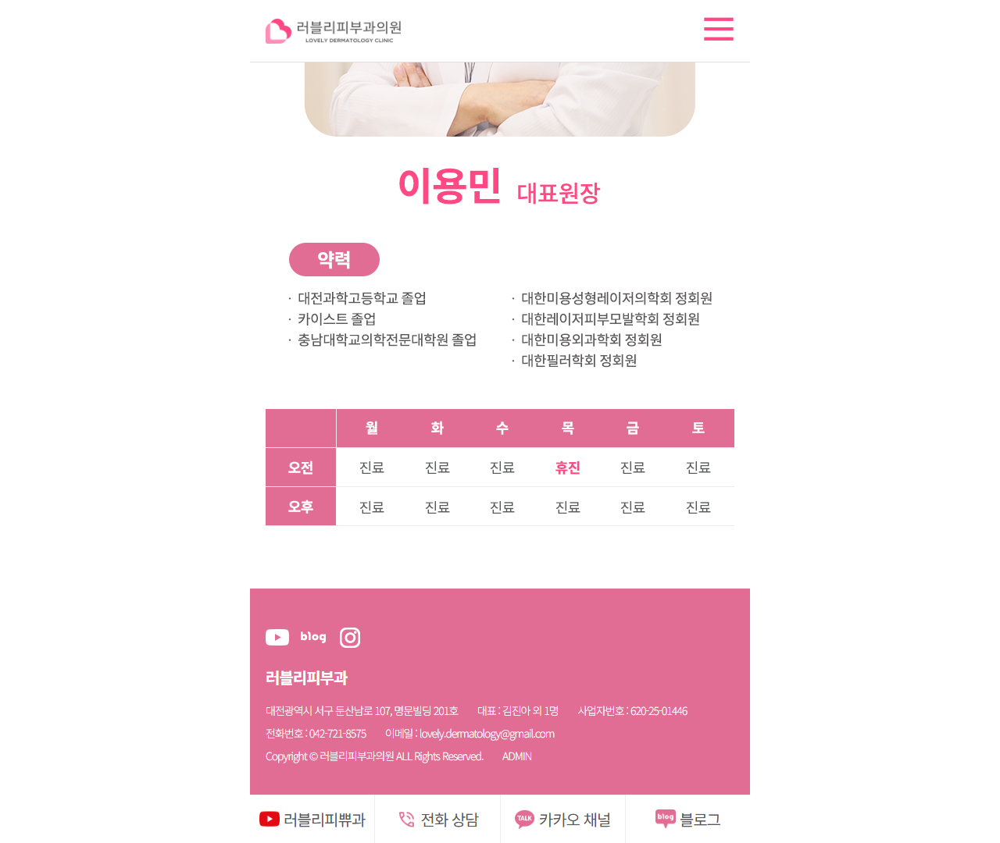 러블리피부과의원
LOVELY DERMATOLOGY CLINIC
이용민 대표원장
약력
· 대전과학고등학교 졸업
· 카이스트 졸업
· 충남대학교의학전문대학원 졸업
· 대한미용성형레이저의학회 정회원
· 대한레이저피부모발학회 정회원
· 대한미용외과학회 정회원
· 대한필러학회 정회원
월 화 수 목 금 토
오전 진료 진료 진료 휴진 진료 진료
오후 진료 진료 진료 진료 진료 진료
blog
러블리피부과
대전광역시 서구 둔산남로 107, 명문빌딩 201호 대표 : 김진아 외 1명 사업자번호 : 620-25-01446
전화번호 : 042-721-8575 이메일 : lovely.dermatology@gmail.com
Copyright © 러블리피부과의원 ALL Rights Reserved. ADMIN
러블리피쀼과 전화 상담 TALK 카카오 채널 blog 블로그